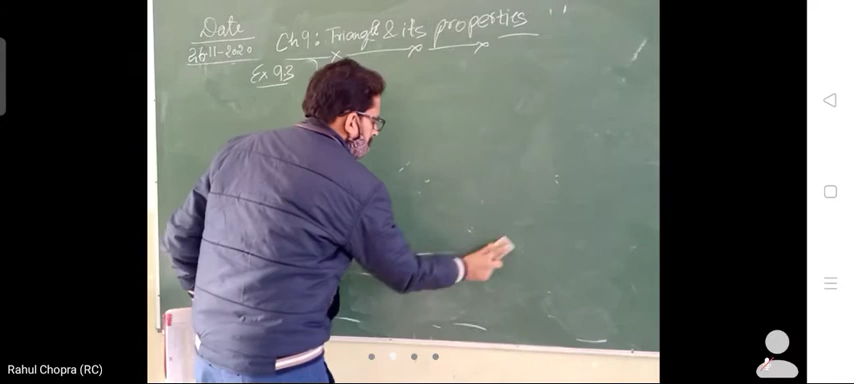 Date
26-11-2020
Ch 9: Triangle & its properties
Ex 9.3
Rahul Chopra (RC)